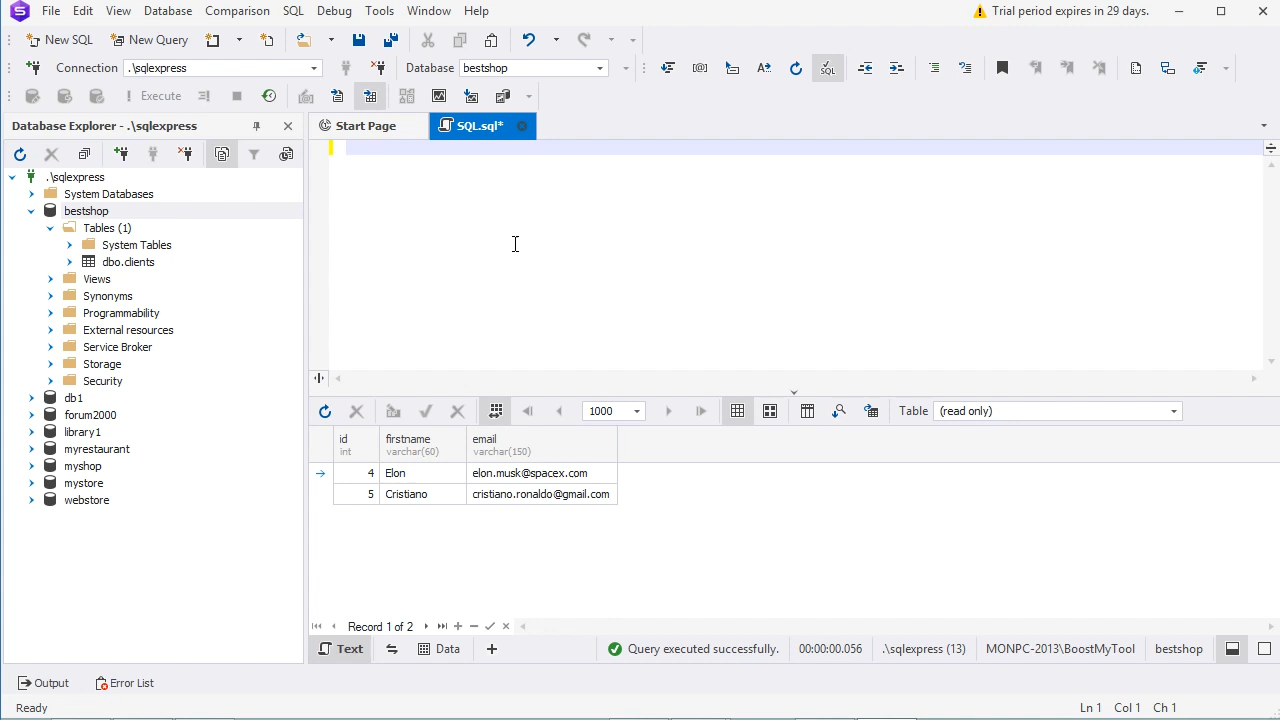 File Edit View Database Comparison SQL Debug Tools Window Help Trial period expires in 29 days.
New SQL New Query
Connection .\sqlexpress Database bestshop
Execute
Database Explorer - .\sqlexpress
Start Page SQL.sql*
.\sqlexpress
System Databases
bestshop
Tables (1)
System Tables
dbo.clients
Views
Synonyms
Programmability
External resources
Service Broker
Storage
Security
db1
forum2000
library1
myrestaurant
myshop
mystore
webstore
1000 Table (read only)
id firstname email
int varchar(60) varchar(150)
4 Elon elon.musk@spacex.com
5 Cristiano cristiano.ronaldo@gmail.com
Record 1 of 2
Text Data Query executed successfully. 00:00:00.056 .\sqlexpress (13) MONPC-2013\BoostMyTool bestshop
Output Error List
Ready Ln 1 Col 1 Ch 1